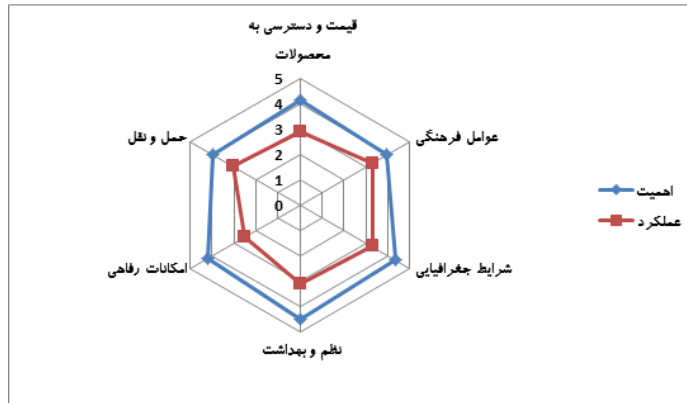 قیمت و دسترسی به
محصولات
5
4
3
2
1
0
عوامل فرهنگی
شرایط جغرافیایی
نظم و بهداشت
امکانات رفاهی
حمل و نقل
اهمیت
عملکرد